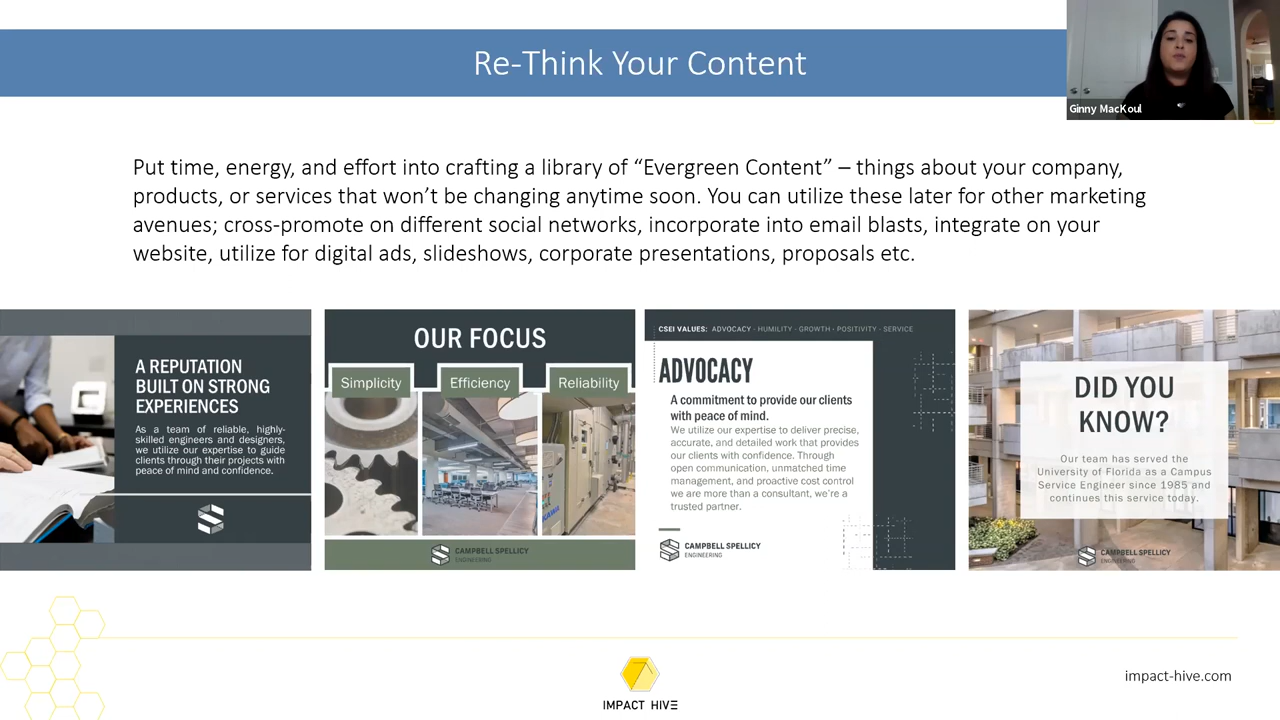 Re-Think Your Content
Ginny MacKoul
Put time, energy, and effort into crafting a library of “Evergreen Content” – things about your company,
products, or services that won’t be changing anytime soon. You can utilize these later for other marketing
avenues; cross-promote on different social networks, incorporate into email blasts, integrate on your
website, utilize for digital ads, slideshows, corporate presentations, proposals etc.
A REPUTATION
BUILT ON STRONG
EXPERIENCES
As a team of reliable, highly-
skilled engineers and designers,
we utilize our expertise to guide
clients through their projects with
peace of mind and confidence.
OUR FOCUS
Simplicity
Efficiency
Reliability
CAMPBELL SPELLICY
ENGINEERING
CSEI VALUES: ADVOCACY - HUMILITY - GROWTH - POSITIVITY - SERVICE
ADVOCACY
A commitment to provide our clients
with peace of mind.
We utilize our expertise to deliver precise,
accurate, and detailed work that provides
our clients with confidence. Through
open communication, unmatched time
management, and proactive cost control
we are more than a consultant, we’re a
trusted partner.
CAMPBELL SPELLICY
ENGINEERING
DID YOU
KNOW?
Our team has served the
University of Florida as a Campus
Service Engineer since 1985 and
continues this service today.
CAMPBELL SPELLICY
ENGINEERING
IMPACT HIVE
impact-hive.com